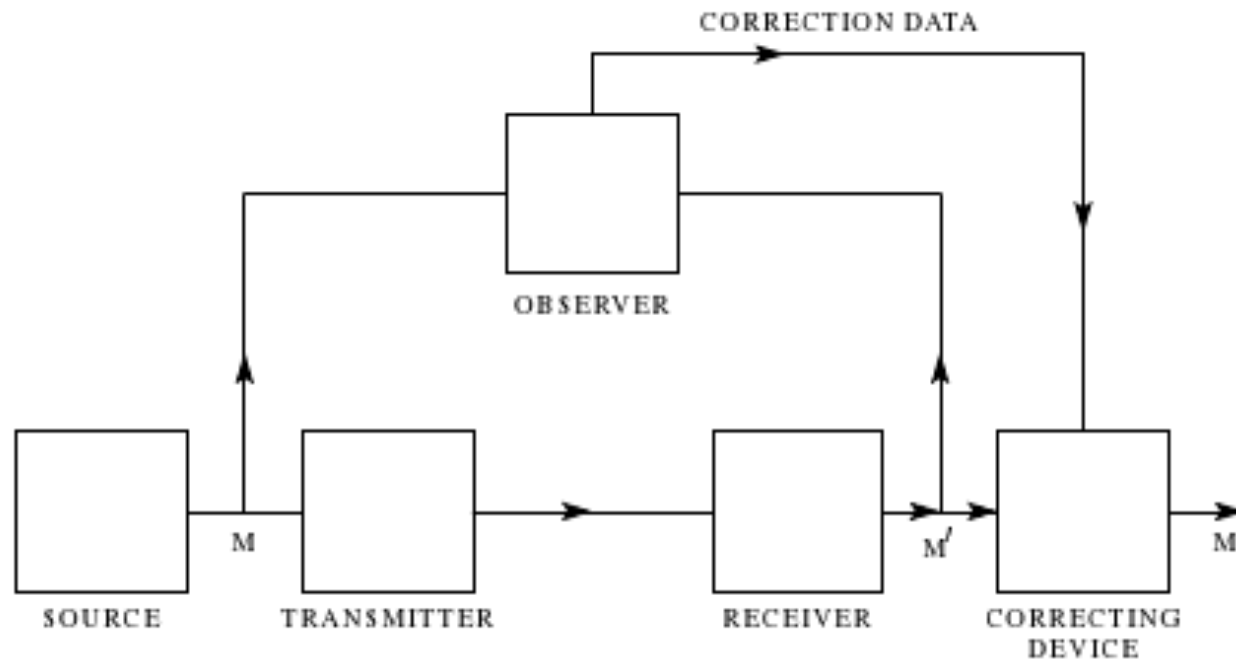 CORRECTION DATA
OBSERVER
M
M′
M
SOURCE
TRANSMITTER
RECEIVER
CORRECTING
DEVICE